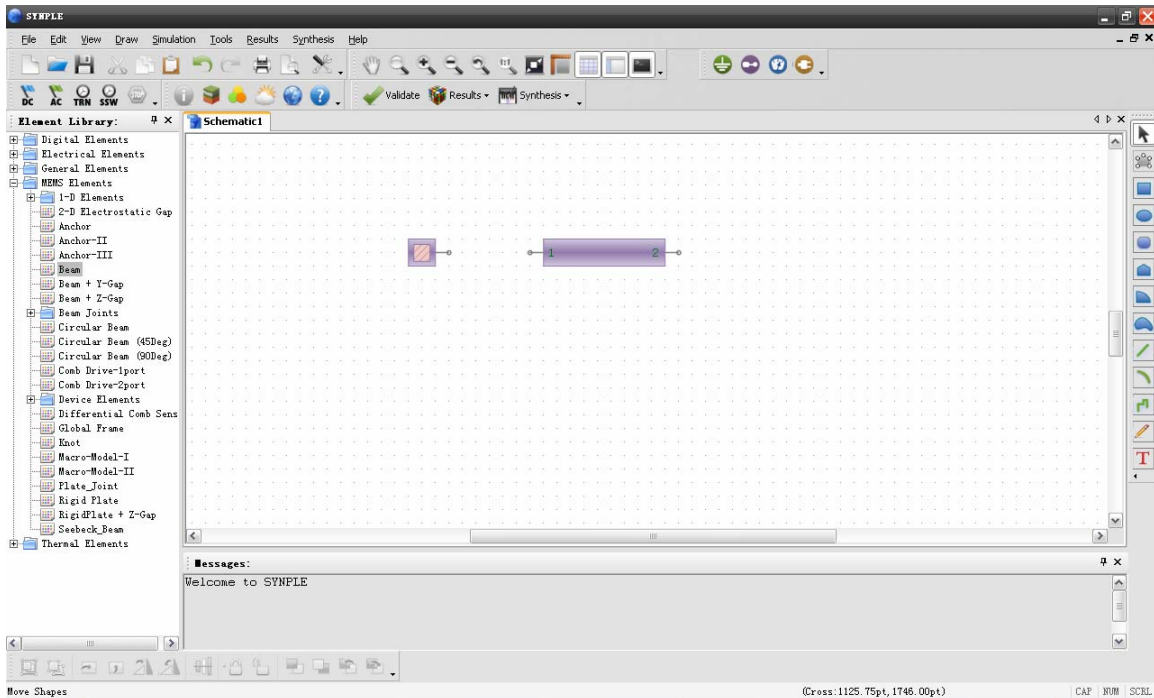 SYNPLE
File Edit View Draw Simulation Tools Results Synthesis Help
DC AC TRN SSW Validate Results Synthesis
Element Library: Schematic1
Digital Elements
Electrical Elements
General Elements
MEMS Elements
1-D Elements
2-D Electrostatic Gap
Anchor
Anchor-II
Anchor-III
Beam
Beam + Y-Gap
Beam + Z-Gap
Beam Joints
Circular Beam
Circular Beam (45Deg)
Circular Beam (90Deg)
Comb Drive-1port
Comb Drive-2port
Device Elements
Differential Comb Sens
Global Frame
Knot
Macro-Model-I
Macro-Model-II
Plate_Joint
Rigid Plate
RigidPlate + Z-Gap
Seebeck_Beam
Thermal Elements
1 2
T
Messages:
Welcome to SYNPLE
Move Shapes (Cross:1125.75pt,1746.00pt) CAP NUM SCRL